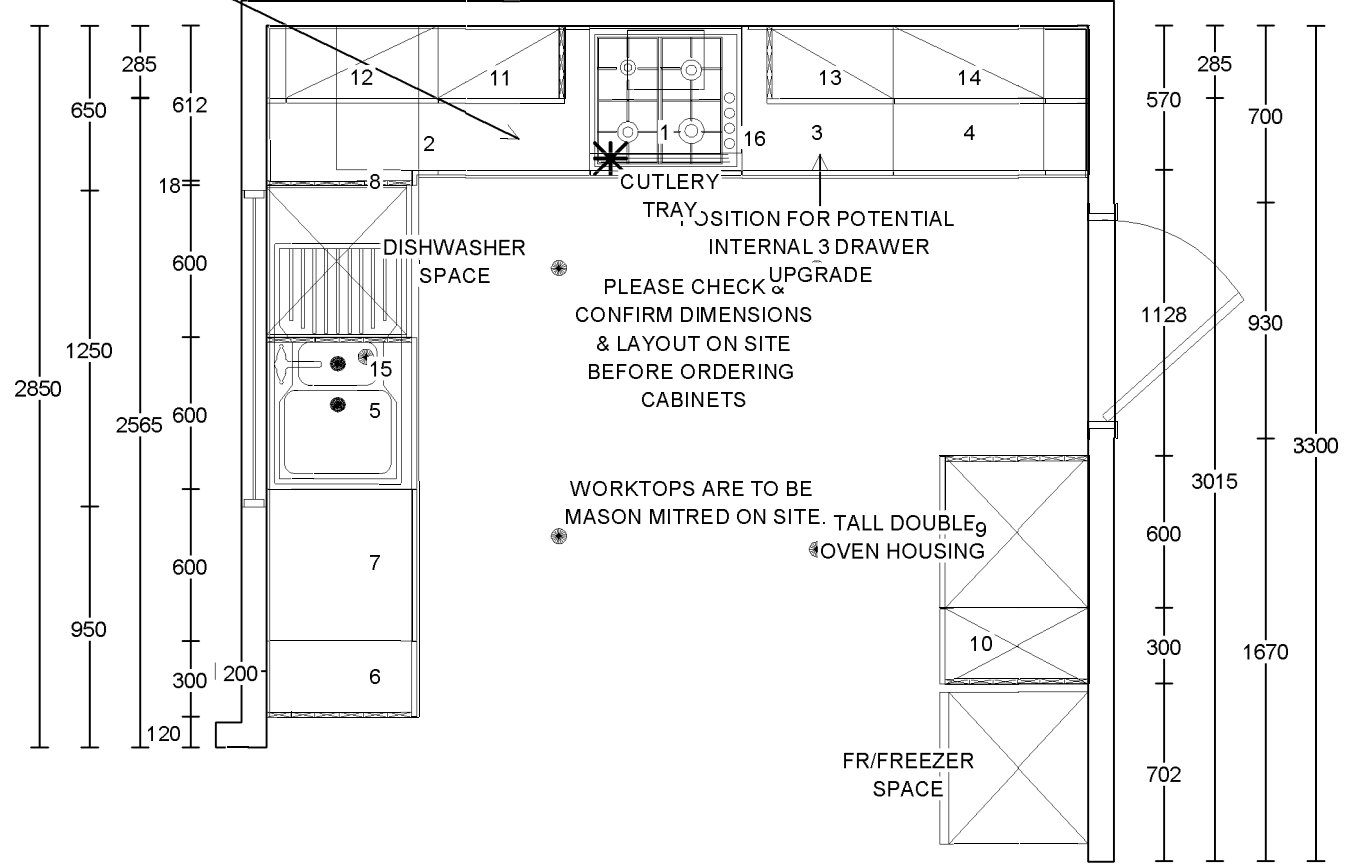 285
650
612
2850
1250
2565
18
600
600
600
950
300
200
120
12
11
13
14
2
1
16
3
4
8
CUTLERY
TRAY
OSITION FOR POTENTIAL
INTERNAL 3 DRAWER
UPGRADE
DISHWASHER
SPACE
PLEASE CHECK &
CONFIRM DIMENSIONS
& LAYOUT ON SITE
BEFORE ORDERING
CABINETS
15
5
WORKTOPS ARE TO BE
MASON MITRED ON SITE.
TALL DOUBLE
OVEN HOUSING
9
7
10
6
FR/FREEZER
SPACE
285
570
700
1128
930
3300
3015
600
300
1670
702